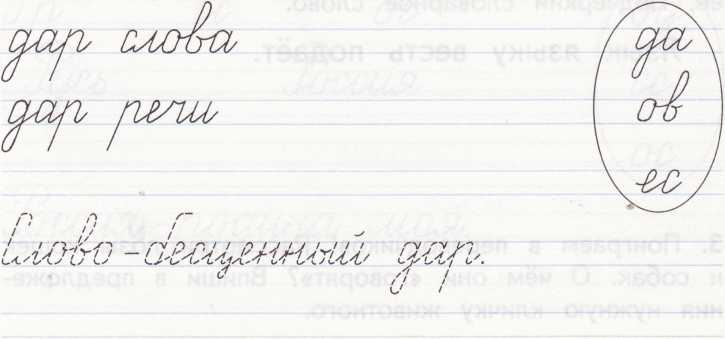 дар слова
дар речи
да
ов
ес
Слово – бесценный дар.